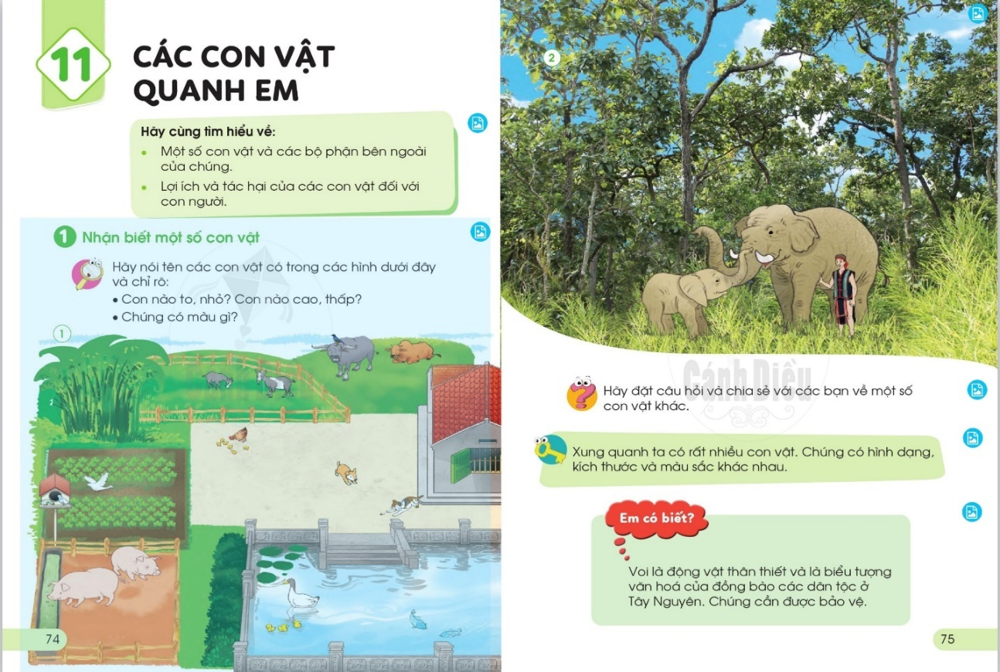 11
CÁC CON VẬT
QUANH EM
Hãy cùng tìm hiểu về:
• Một số con vật và các bộ phận bên ngoài
của chúng.
• Lợi ích và tác hại của các con vật đối với
con người.
1 Nhận biết một số con vật
Hãy nói tên các con vật có trong các hình dưới đây
và chỉ rõ:
• Con nào to, nhỏ? Con nào cao, thấp?
• Chúng có màu gì?
1
74
2
Cánh Diều
Hãy đặt câu hỏi và chia sẻ với các bạn về một số
con vật khác.
Xung quanh ta có rất nhiều con vật. Chúng có hình dạng,
kích thước và màu sắc khác nhau.
Em có biết?
Voi là động vật thân thiết và là biểu tượng
văn hoá của đồng bào các dân tộc ở
Tây Nguyên. Chúng cần được bảo vệ.
75